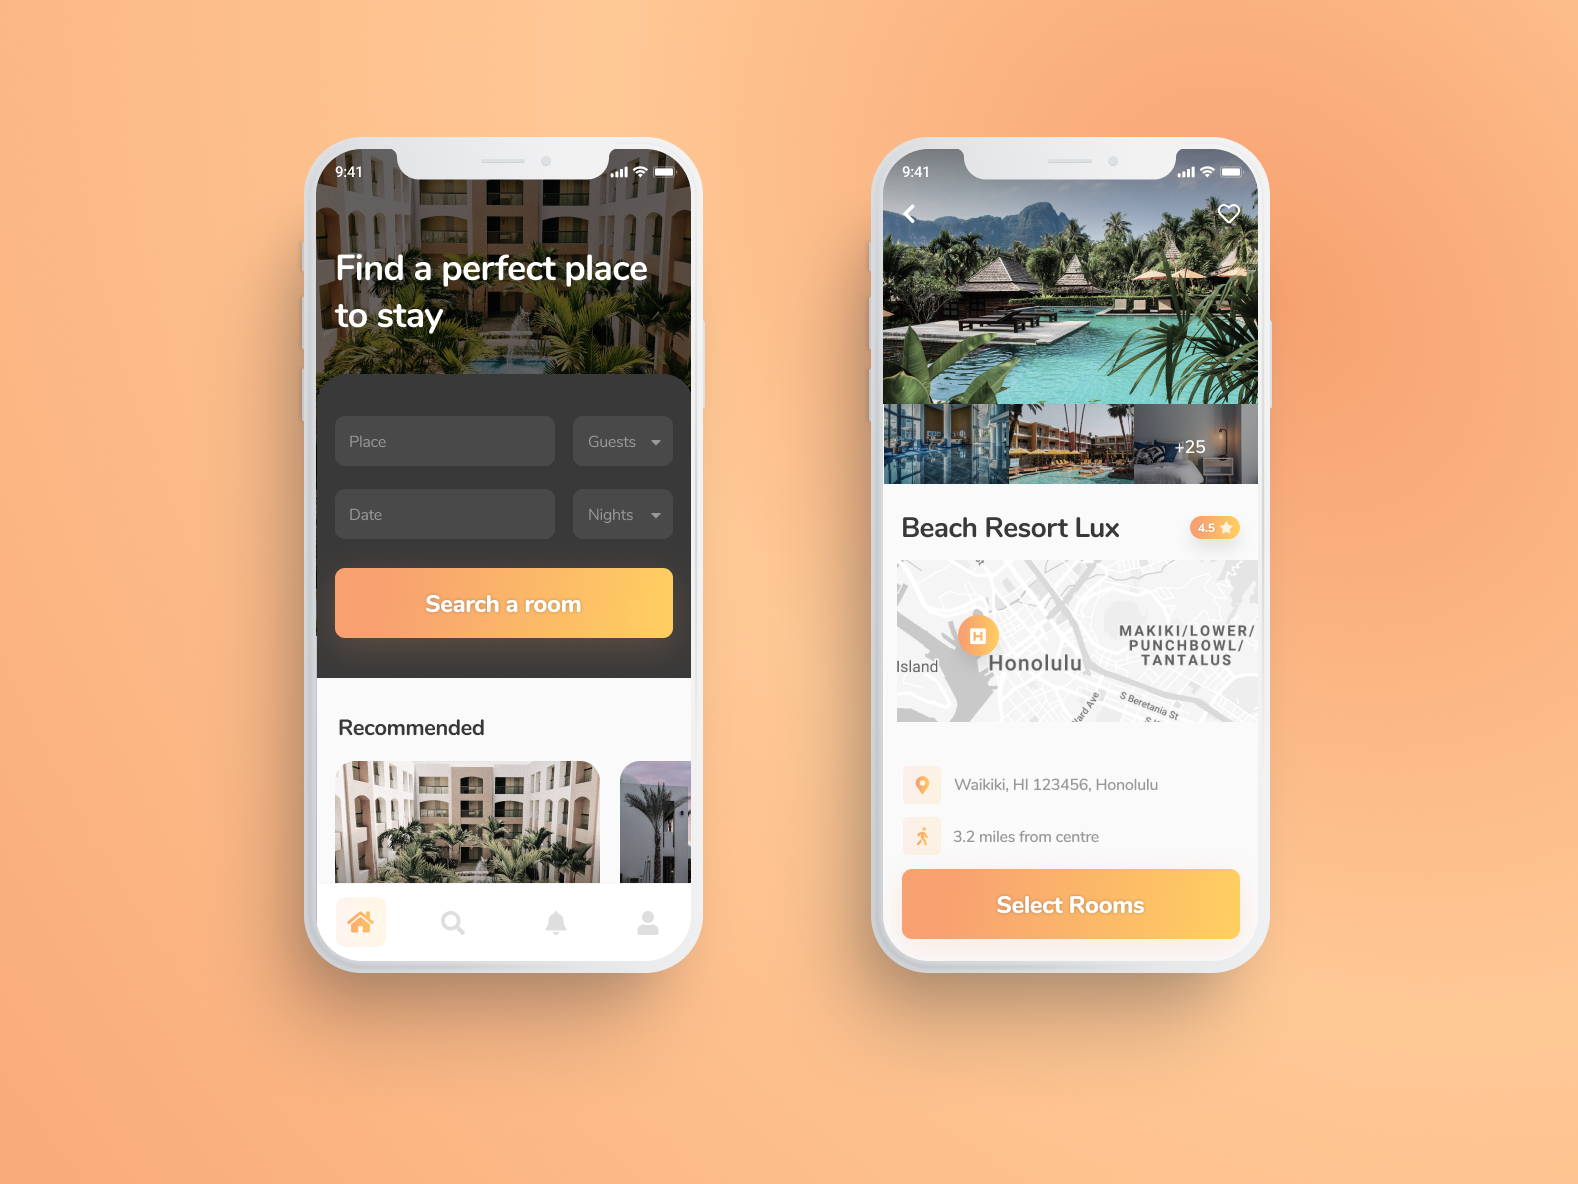 9:41
Find a perfect place
to stay
Place
Guests
Date
Nights
Search a room
Recommended
9:41
+25
Beach Resort Lux
4.5
MAKIKI/LOWER/
PUNCHBOWL/
TANTALUS
Island
Honolulu
S Beretania St
Waikiki, HI 123456, Honolulu
3.2 miles from centre
Select Rooms